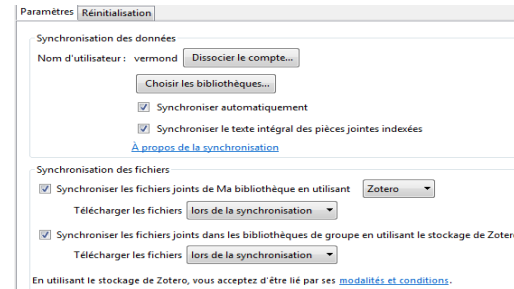 Paramètres Réinitialisation
Synchronisation des données
Nom d'utilisateur : vermond Dissocier le compte...
Choisir les bibliothèques...
Synchroniser automatiquement
Synchroniser le texte intégral des pièces jointes indexées
À propos de la synchronisation
Synchronisation des fichiers
Synchroniser les fichiers joints de Ma bibliothèque en utilisant Zotero
Télécharger les fichiers lors de la synchronisation
Synchroniser les fichiers joints dans les bibliothèques de groupe en utilisant le stockage de Zoter
Télécharger les fichiers lors de la synchronisation
En utilisant le stockage de Zotero, vous acceptez d'être lié par ses modalités et conditions.